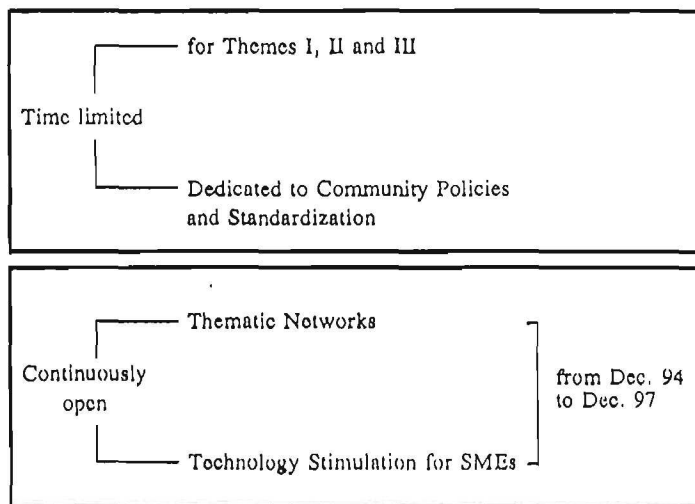 for Themes I, II and III
Time limited
Dedicated to Community Policies
and Standardization
Thematic Networks
Continuously
open
from Dec. 94
to Dec. 97
Technology Stimulation for SMEs